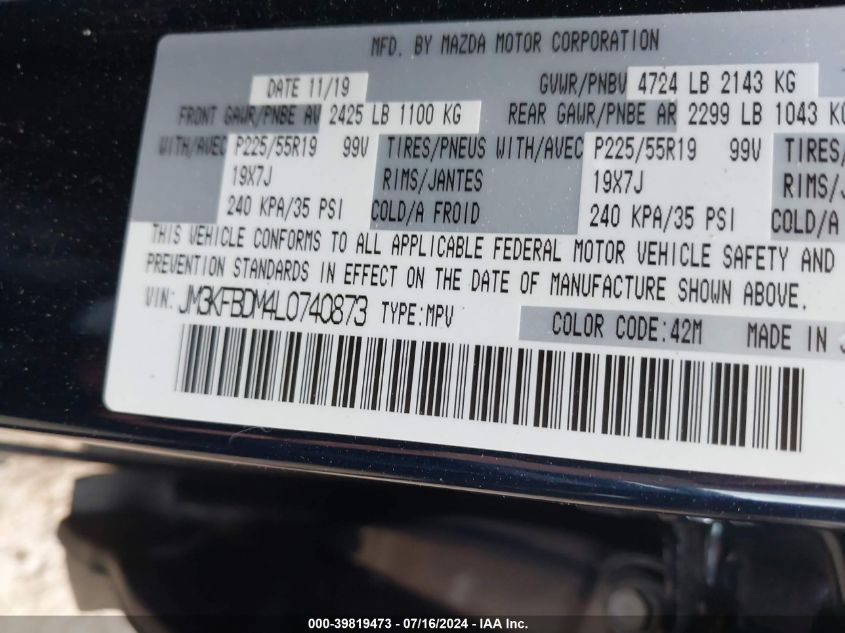 MFD. BY MAZDA MOTOR CORPORATION
DATE 11/19 GVWR/PNBV 4724 LB 2143 KG
FRONT GAWR/PNBE AV 2425 LB 1100 KG REAR GAWR/PNBE AR 2299 LB 1043 KG
WITH/AVEC P225/55R19 99V TIRES/PNEUS WITH/AVEC P225/55R19 99V TIRES/
19X7J RIMS/JANTES 19X7J RIMS/
240 KPA/35 PSI COLD/A FROID 240 KPA/35 PSI COLD/A
THIS VEHICLE CONFORMS TO ALL APPLICABLE FEDERAL MOTOR VEHICLE SAFETY AND
PREVENTION STANDARDS IN EFFECT ON THE DATE OF MANUFACTURE SHOWN ABOVE.
VIN: JM3KFBDM4L0740873 TYPE:MPV
COLOR CODE:42M MADE IN
000-39819473 - 07/16/2024 - IAA Inc.